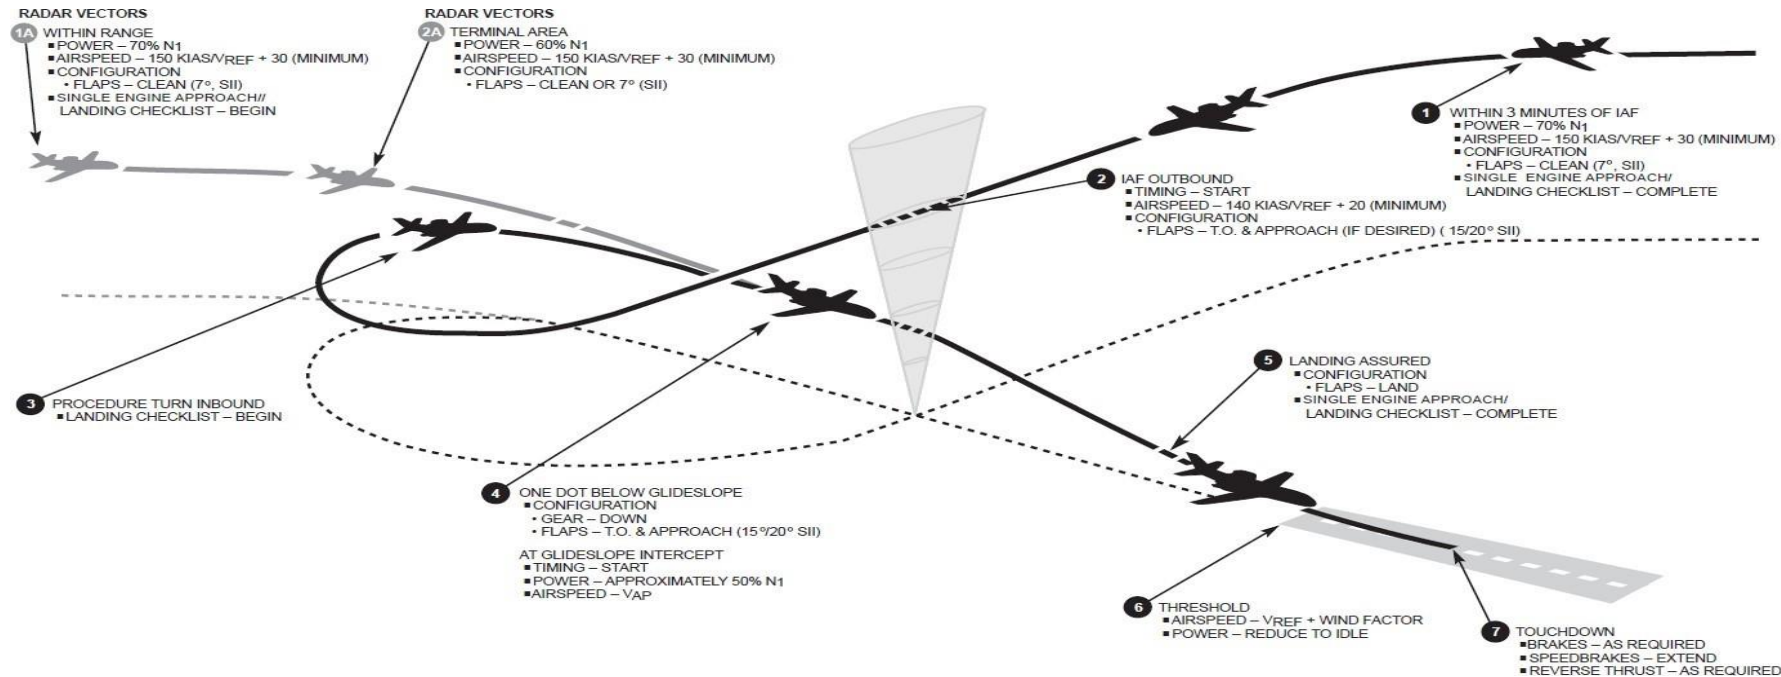 RADAR VECTORS
1A WITHIN RANGE
▪ POWER – 70% N1
▪ AIRSPEED – 150 KIAS/VREF + 30 (MINIMUM)
▪ CONFIGURATION
• FLAPS – CLEAN (7°, SII)
▪ SINGLE ENGINE APPROACH//
LANDING CHECKLIST – BEGIN
RADAR VECTORS
2A TERMINAL AREA
▪ POWER – 60% N1
▪ AIRSPEED – 150 KIAS/VREF + 30 (MINIMUM)
▪ CONFIGURATION
• FLAPS – CLEAN OR 7° (SII)
1 WITHIN 3 MINUTES OF IAF
▪ POWER – 70% N1
▪ AIRSPEED – 150 KIAS/VREF + 30 (MINIMUM)
▪ CONFIGURATION
• FLAPS – CLEAN (7°, SII)
▪ SINGLE ENGINE APPROACH/
LANDING CHECKLIST – COMPLETE
2 IAF OUTBOUND
▪ TIMING – START
▪ AIRSPEED – 140 KIAS/VREF + 20 (MINIMUM)
▪ CONFIGURATION
• FLAPS – T.O. & APPROACH (IF DESIRED) ( 15/20° SII)
3 PROCEDURE TURN INBOUND
▪ LANDING CHECKLIST – BEGIN
4 ONE DOT BELOW GLIDESLOPE
▪ CONFIGURATION
• GEAR – DOWN
• FLAPS – T.O. & APPROACH (15°/20° SII)
AT GLIDESLOPE INTERCEPT
▪ TIMING – START
▪ POWER – APPROXIMATELY 50% N1
▪ AIRSPEED – VAP
5 LANDING ASSURED
▪ CONFIGURATION
• FLAPS – LAND
▪ SINGLE ENGINE APPROACH/
LANDING CHECKLIST – COMPLETE
6 THRESHOLD
▪ AIRSPEED – VREF + WIND FACTOR
▪ POWER – REDUCE TO IDLE
7 TOUCHDOWN
▪ BRAKES – AS REQUIRED
▪ SPEEDBRAKES – EXTEND
▪ REVERSE THRUST – AS REQUIRED